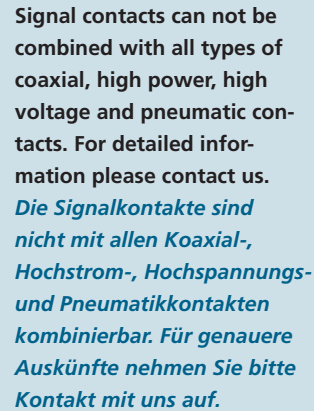 Signal contacts can not be
combined with all types of
coaxial, high power, high
voltage and pneumatic con-
tacts. For detailed infor-
mation please contact us.
Die Signalkontakte sind
nicht mit allen Koaxial-,
Hochstrom-, Hochspannungs-
und Pneumatikkontakten
kombinierbar. Für genauere
Auskünfte nehmen Sie bitte
Kontakt mit uns auf.